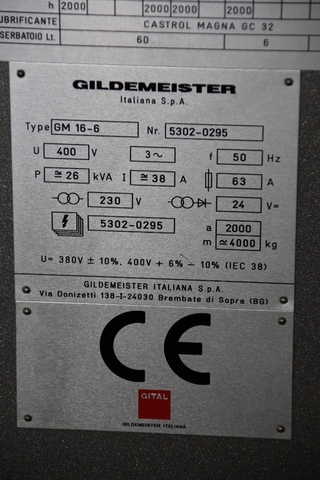 h 2000 2000 2000 2000
UBRIFICANTE CASTROL MAGNA GC 32
SERBATOIO Lt. 60 6
GILDEMEISTER
Italiana S.p.A.
Type GM 16-6 Nr. 5302-0295
U 400 V 3~ f 50 Hz
P ≅ 26 kVA I ≅ 38 A 63 A
230 V 24 V=
5302-0295 a 2000
m ≅4000 kg
U= 380V ± 10%, 400V + 6% - 10% (IEC 38)
GILDEMEISTER ITALIANA S.p.A.
Via Donizetti 138-I-24030 Brembate di Sopra (BG)
CE
GITAL
GILDEMEISTER ITALIANA